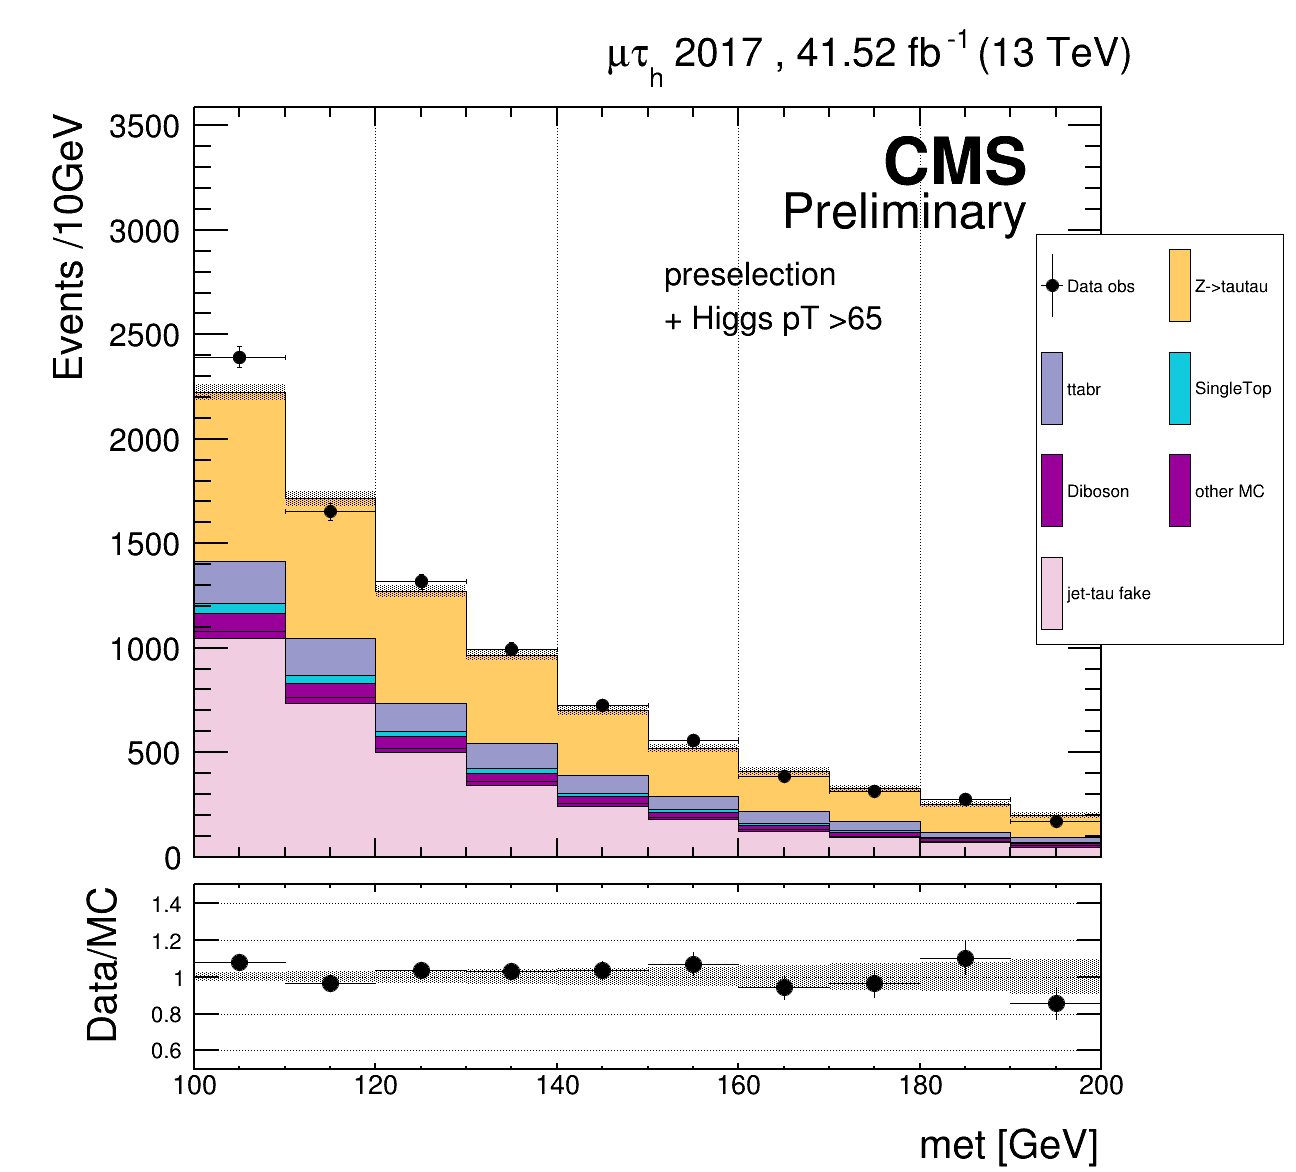 μτh 2017 , 41.52 fb-1 (13 TeV)
Events /10GeV
3500
3000
2500
2000
1500
1000
500
0
CMS
Preliminary
preselection
+ Higgs pT >65
Data obs
Z->tautau
ttabr
SingleTop
Diboson
other MC
jet-tau fake
Data/MC
1.4
1.2
1
0.8
0.6
100 120 140 160 180 200
met [GeV]